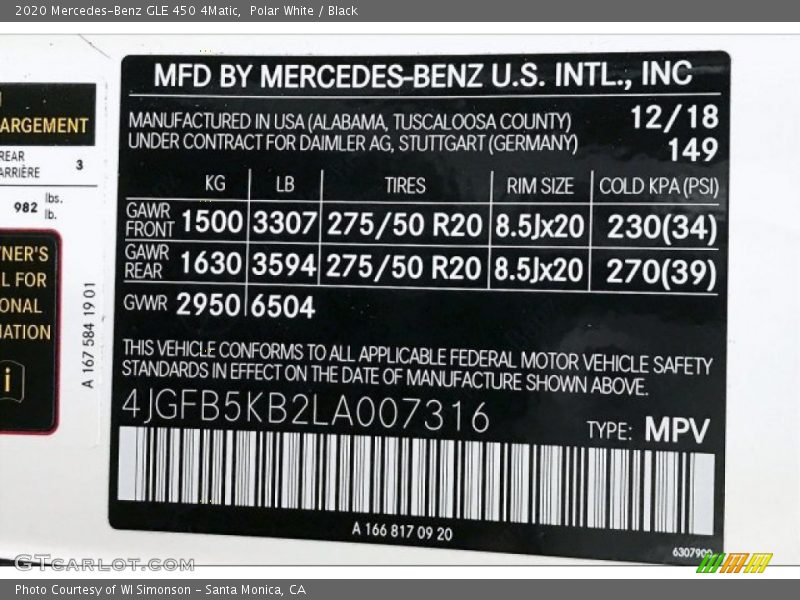 2020 Mercedes-Benz GLE 450 4Matic, Polar White / Black
ARGEMENT
REAR
ARRIÈRE 3
982 lbs.
lb.
NER'S
L FOR
ONAL
MATION
i
A 167 584 19 01
MFD BY MERCEDES-BENZ U.S. INTL., INC
MANUFACTURED IN USA (ALABAMA, TUSCALOOSA COUNTY) 12/18
UNDER CONTRACT FOR DAIMLER AG, STUTTGART (GERMANY) 149
KG LB TIRES RIM SIZE COLD KPA (PSI)
GAWR FRONT 1500 3307 275/50 R20 8.5Jx20 230(34)
GAWR REAR 1630 3594 275/50 R20 8.5Jx20 270(39)
GVWR 2950 6504
THIS VEHICLE CONFORMS TO ALL APPLICABLE FEDERAL MOTOR VEHICLE SAFETY
STANDARDS IN EFFECT ON THE DATE OF MANUFACTURE SHOWN ABOVE.
4JGFB5KB2LA007316
TYPE: MPV
A 166 817 09 20
6307900
GTCarLot.com
Photo Courtesy of WI Simonson - Santa Monica, CA